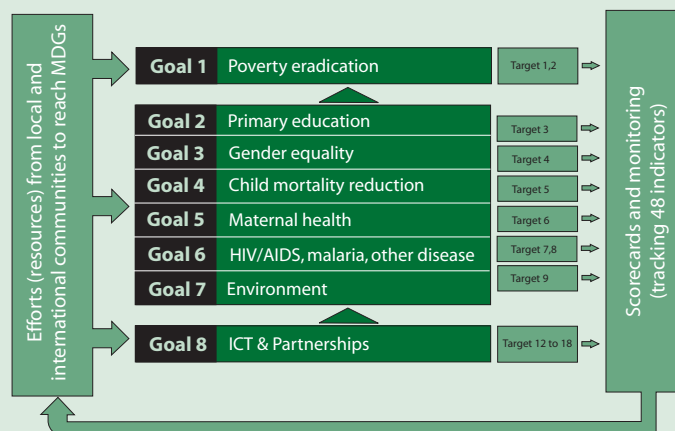 Efforts (resources) from local and
international communities to reach MDGs
Goal 1 Poverty eradication Target 1,2
Goal 2 Primary education Target 3
Goal 3 Gender equality Target 4
Goal 4 Child mortality reduction Target 5
Goal 5 Maternal health Target 6
Goal 6 HIV/AIDS, malaria, other disease Target 7,8
Goal 7 Environment Target 9
Goal 8 ICT & Partnerships Target 12 to 18
Scorecards and monitoring
(tracking 48 indicators)